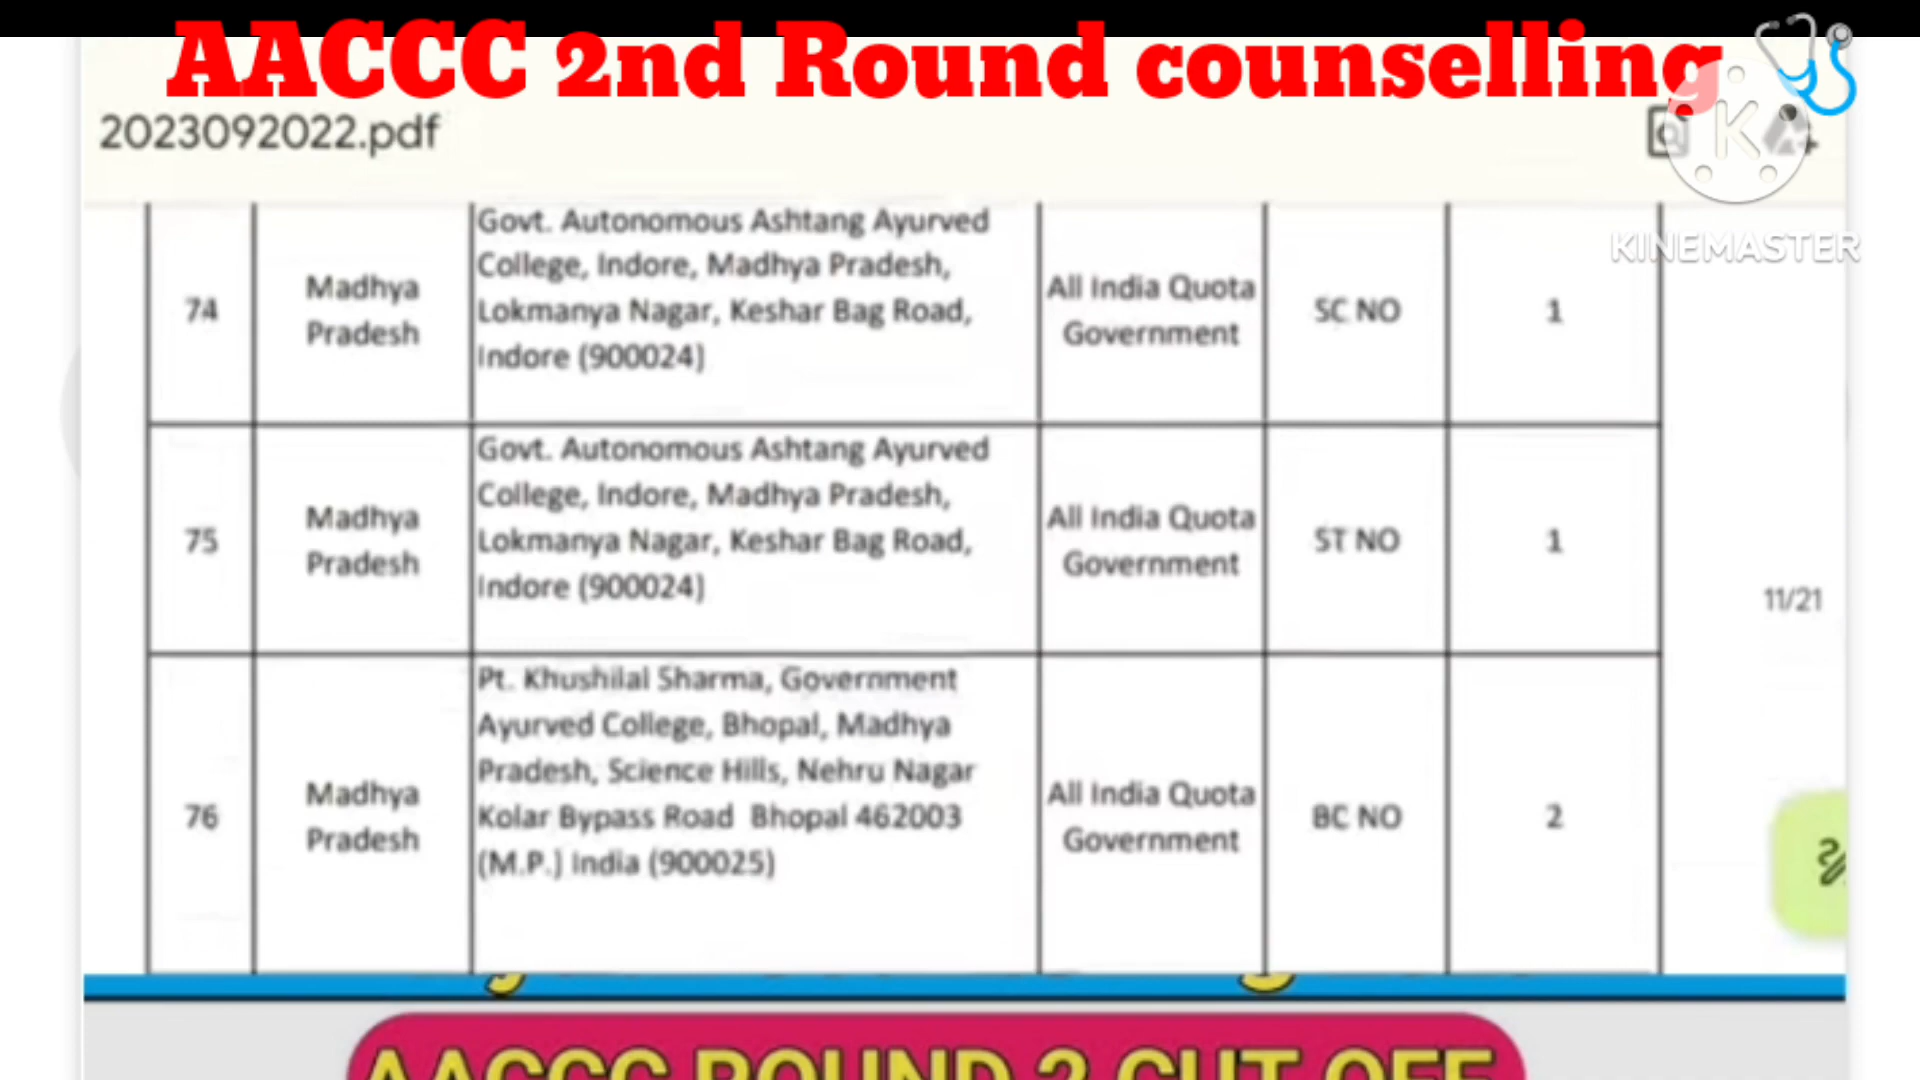 AACCC 2nd Round counselling
2023092022.pdf
KINEMASTER
74
Madhya
Pradesh
Govt. Autonomous Ashtang Ayurved
College, Indore, Madhya Pradesh,
Lokmanya Nagar, Keshar Bag Road,
Indore (900024)
All India Quota
Government
SC NO
1
75
Madhya
Pradesh
Govt. Autonomous Ashtang Ayurved
College, Indore, Madhya Pradesh,
Lokmanya Nagar, Keshar Bag Road,
Indore (900024)
All India Quota
Government
ST NO
1
11/21
76
Madhya
Pradesh
Pt. Khushilal Sharma, Government
Ayurved College, Bhopal, Madhya
Pradesh, Science Hills, Nehru Nagar
Kolar Bypass Road Bhopal 462003
(M.P.) India (900025)
All India Quota
Government
BC NO
2
AACCC ROUND 2 CUT OFF